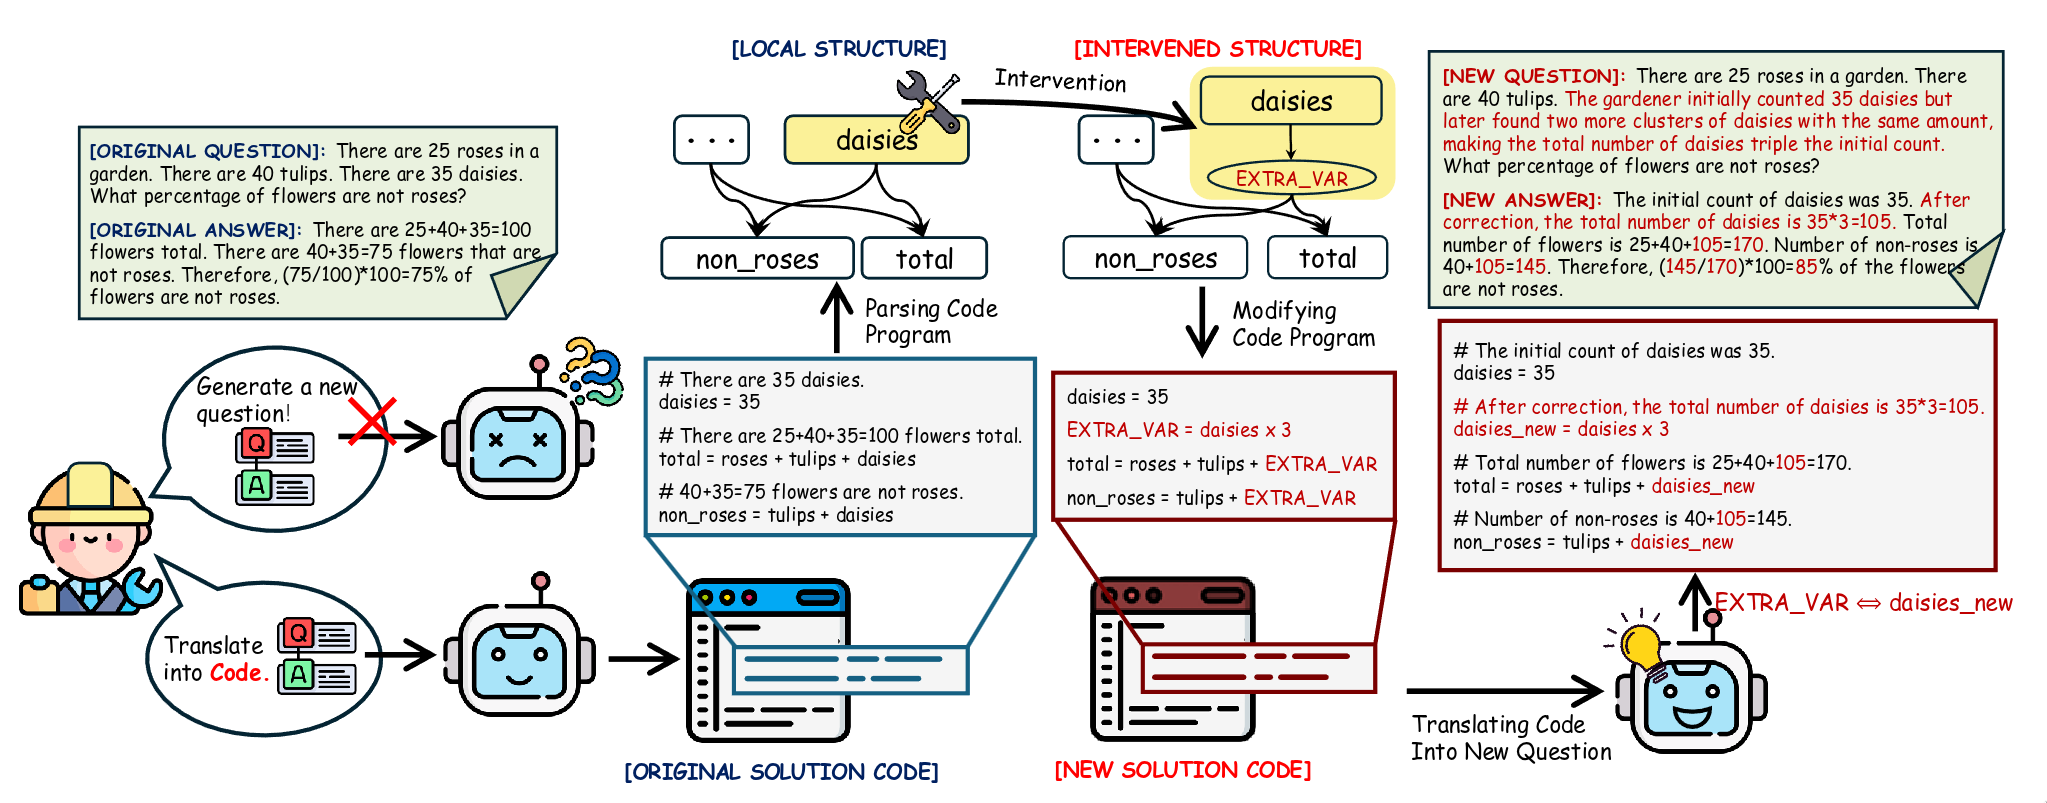 [ORIGINAL QUESTION]: There are 25 roses in a
garden. There are 40 tulips. There are 35 daisies.
What percentage of flowers are not roses?
[ORIGINAL ANSWER]: There are 25+40+35=100
flowers total. There are 40+35=75 flowers that are
not roses. Therefore, (75/100)*100=75% of
flowers are not roses.
Generate a new
question!
Q
A
Translate
into Code.
Q
A
[LOCAL STRUCTURE]
. . .
daisies
non_roses
total
Parsing Code
Program
# There are 35 daisies.
daisies = 35
# There are 25+40+35=100 flowers total.
total = roses + tulips + daisies
# 40+35=75 flowers are not roses.
non_roses = tulips + daisies
[ORIGINAL SOLUTION CODE]
Intervention
[INTERVENED STRUCTURE]
daisies
. . .
EXTRA_VAR
non_roses
total
Modifying
Code Program
daisies = 35
EXTRA_VAR = daisies x 3
total = roses + tulips + EXTRA_VAR
non_roses = tulips + EXTRA_VAR
[NEW SOLUTION CODE]
Translating Code
Into New Question
EXTRA_VAR ⇔ daisies_new
# The initial count of daisies was 35.
daisies = 35
# After correction, the total number of daisies is 35*3=105.
daisies_new = daisies x 3
# Total number of flowers is 25+40+105=170.
total = roses + tulips + daisies_new
# Number of non-roses is 40+105=145.
non_roses = tulips + daisies_new
[NEW QUESTION]: There are 25 roses in a garden. There
are 40 tulips. The gardener initially counted 35 daisies but
later found two more clusters of daisies with the same amount,
making the total number of daisies triple the initial count.
What percentage of flowers are not roses?
[NEW ANSWER]: The initial count of daisies was 35. After
correction, the total number of daisies is 35*3=105. Total
number of flowers is 25+40+105=170. Number of non-roses is
40+105=145. Therefore, (145/170)*100=85% of the flowers
are not roses.